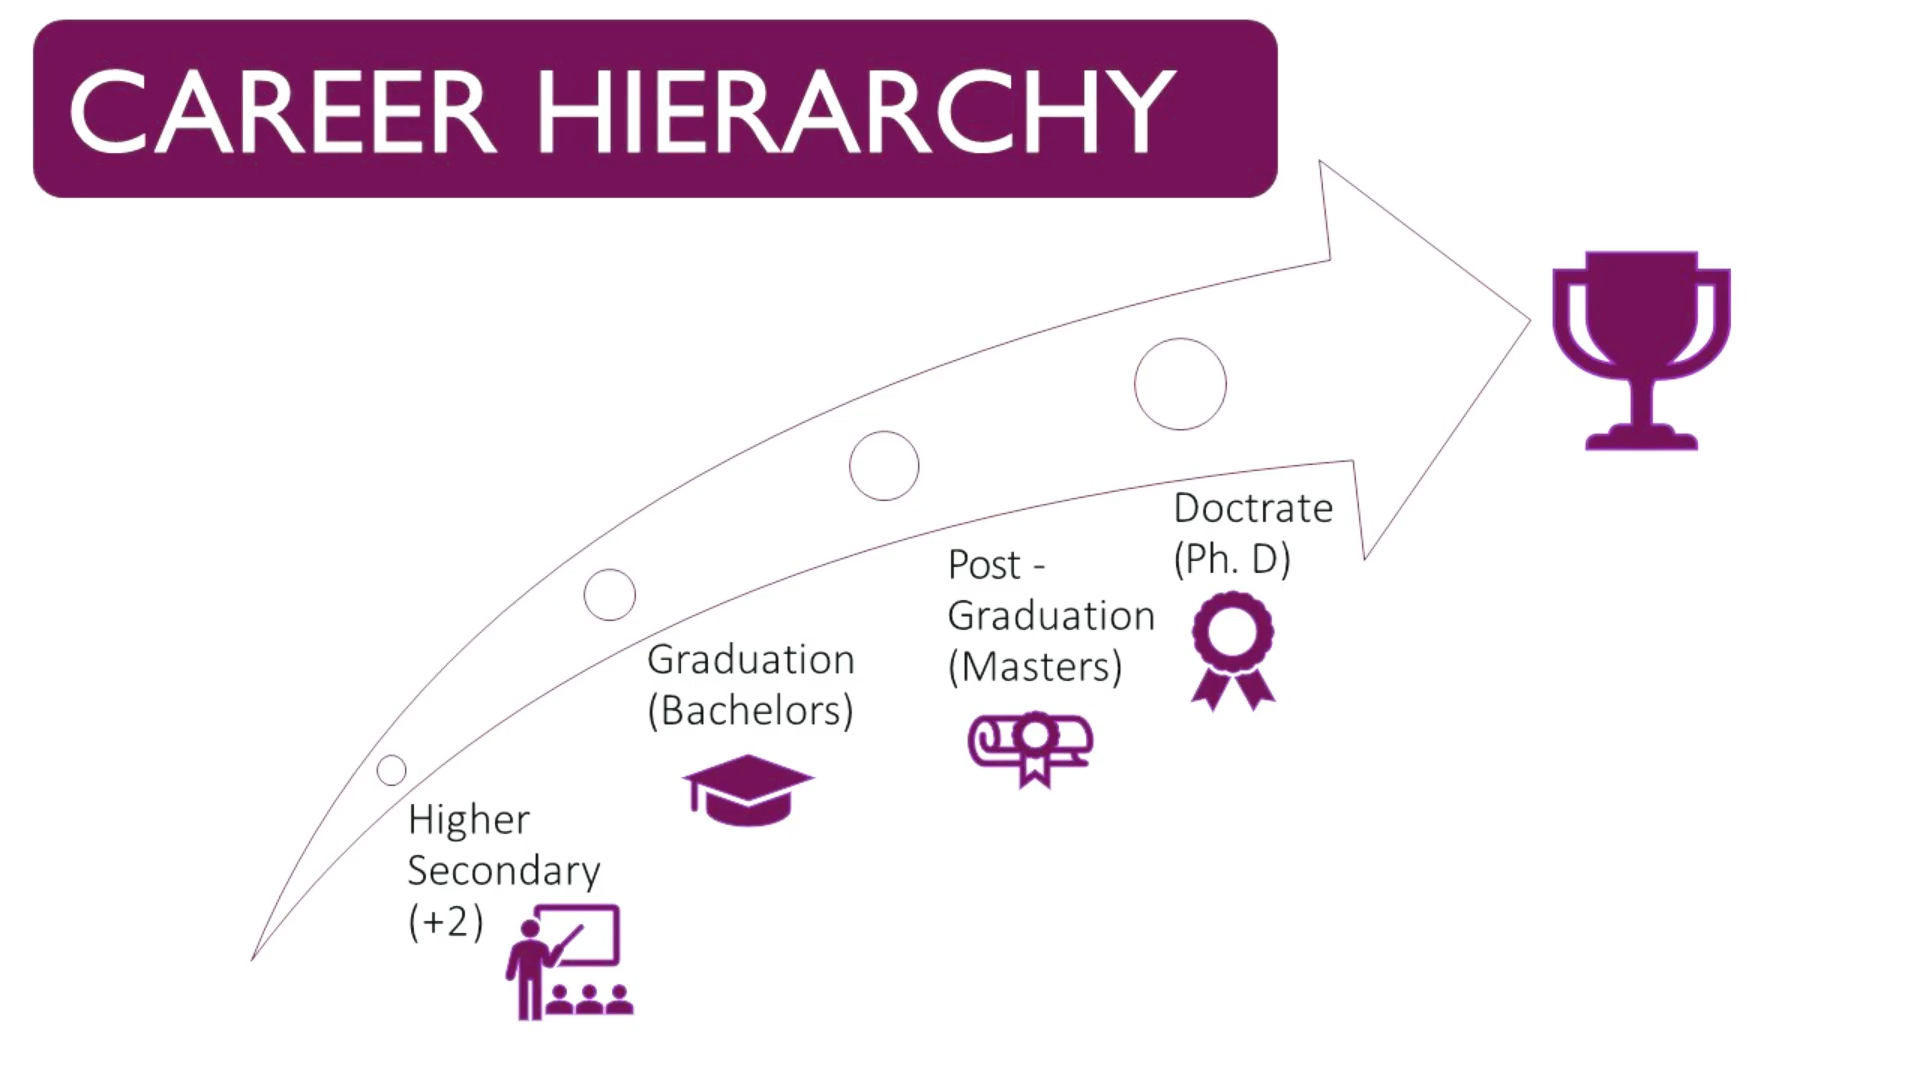 CAREER HIERARCHY
Doctrate
(Ph. D)
Post -
Graduation
(Masters)
Graduation
(Bachelors)
Higher
Secondary
(+2)